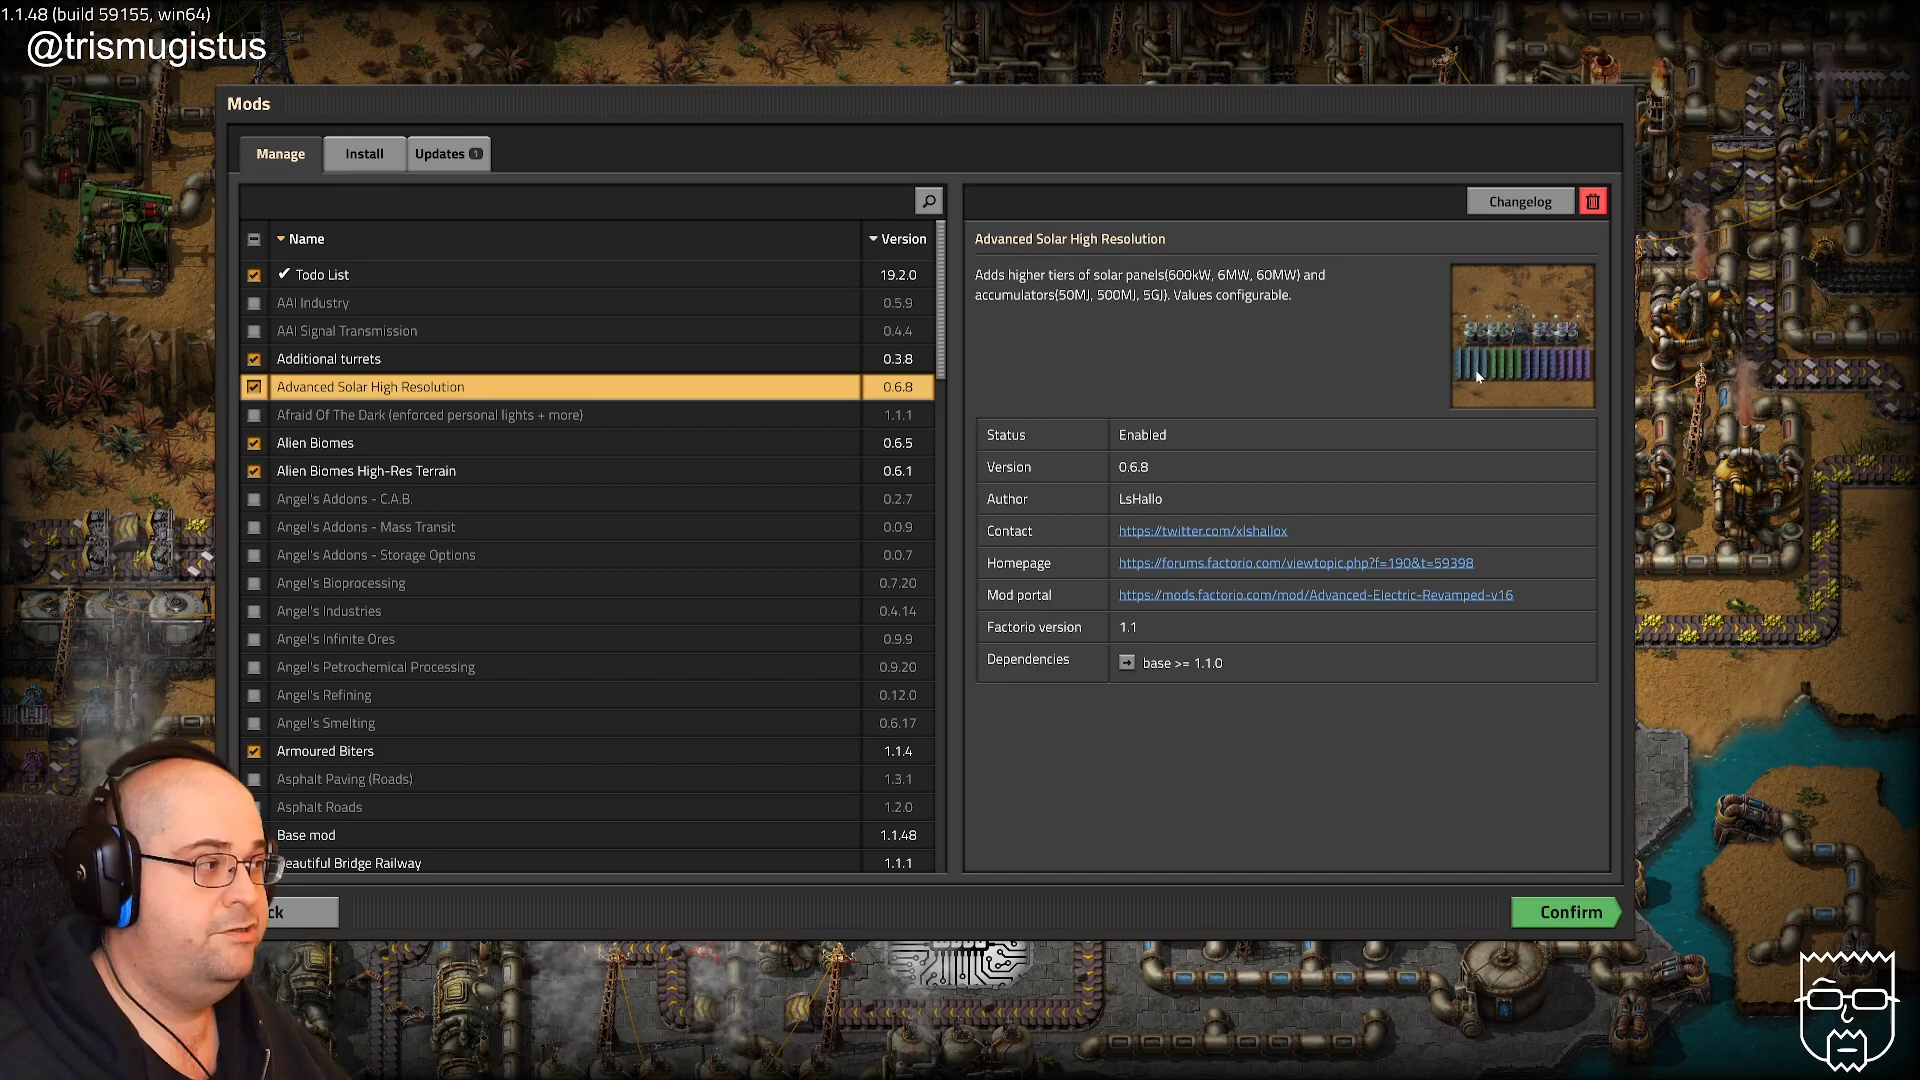 1.1.48 (build 59155, win64)
@trismugistus
Mods
Manage
Install
Updates 1
Changelog
Name
Version
✔ Todo List
19.2.0
AAI Industry
0.5.9
AAI Signal Transmission
0.4.4
Additional turrets
0.3.8
Advanced Solar High Resolution
0.6.8
Afraid Of The Dark (enforced personal lights + more)
1.1.1
Alien Biomes
0.6.5
Alien Biomes High-Res Terrain
0.6.1
Angel's Addons - C.A.B.
0.2.7
Angel's Addons - Mass Transit
0.0.9
Angel's Addons - Storage Options
0.0.7
Angel's Bioprocessing
0.7.20
Angel's Industries
0.4.14
Angel's Infinite Ores
0.9.9
Angel's Petrochemical Processing
0.9.20
Angel's Refining
0.12.0
Angel's Smelting
0.6.17
Armoured Biters
1.1.4
Asphalt Paving (Roads)
1.3.1
Asphalt Roads
1.2.0
Base mod
1.1.48
eautiful Bridge Railway
1.1.1
Advanced Solar High Resolution
Adds higher tiers of solar panels(600kW, 6MW, 60MW) and
accumulators(50MJ, 500MJ, 5GJ). Values configurable.
Status
Enabled
Version
0.6.8
Author
LsHallo
Contact
https://twitter.com/xlshallox
Homepage
https://forums.factorio.com/viewtopic.php?f=190&t=59398
Mod portal
https://mods.factorio.com/mod/Advanced-Electric-Revamped-v16
Factorio version
1.1
Dependencies
base >= 1.1.0
ck
Confirm